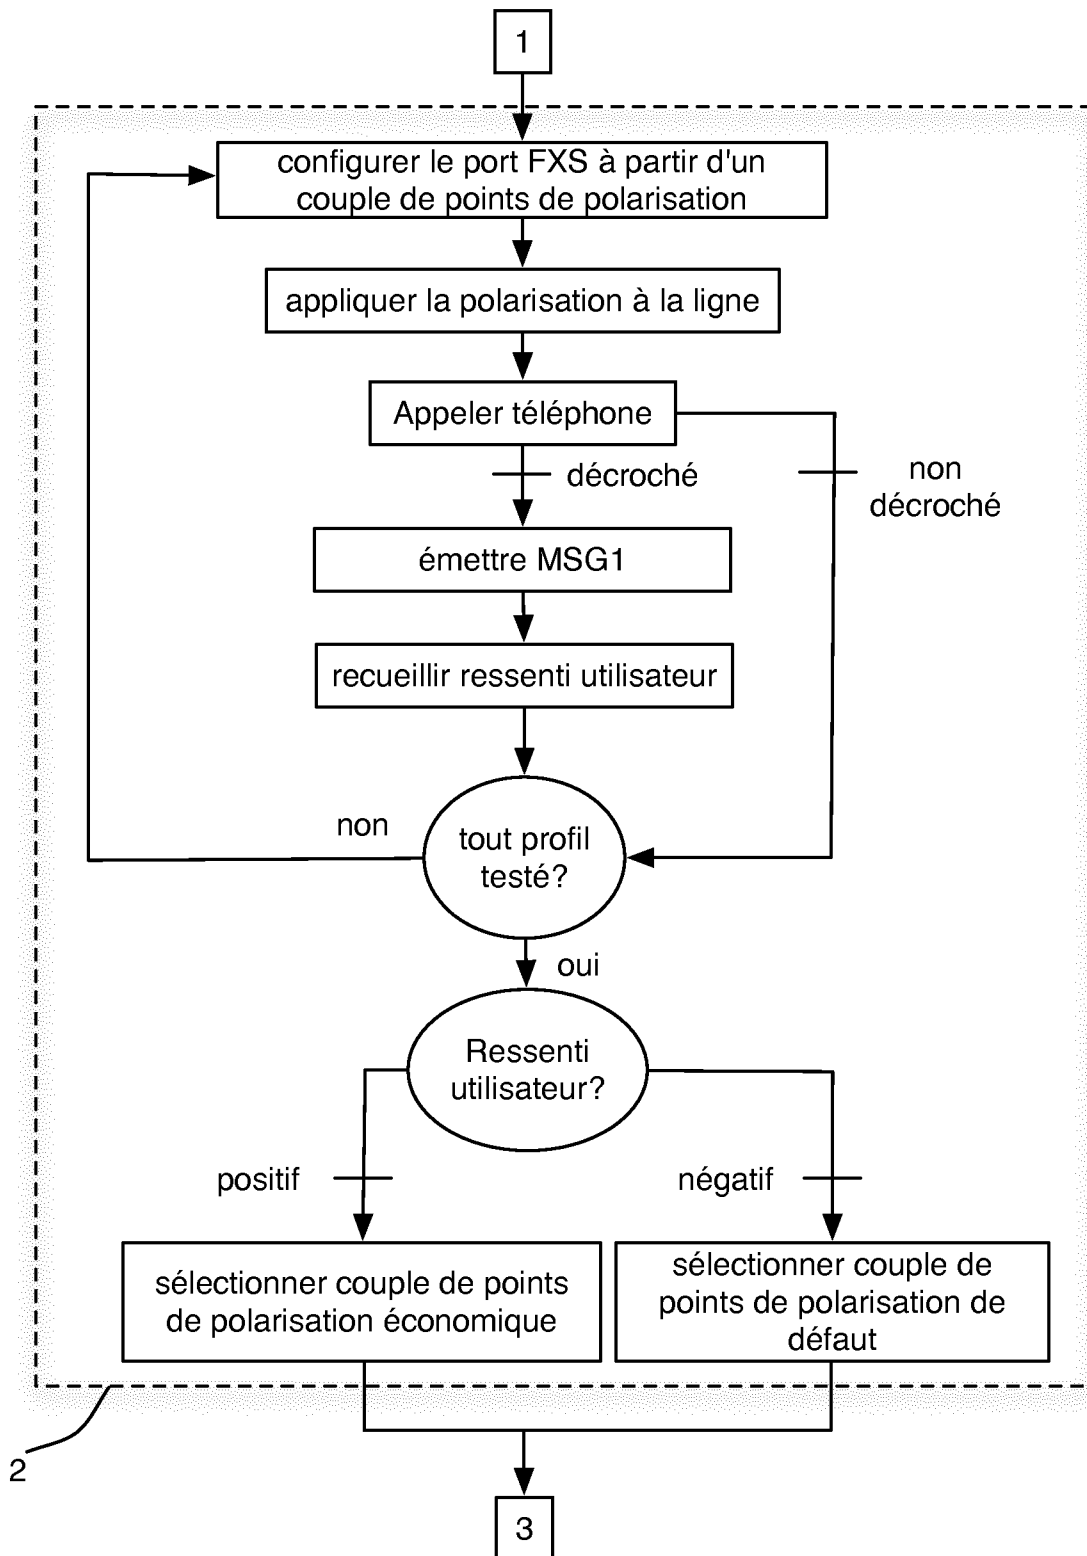 1
configurer le port FXS à partir d'un
couple de points de polarisation
appliquer la polarisation à la ligne
Appeler téléphone
décroché
non
décroché
émettre MSG1
recueillir ressenti utilisateur
non
tout profil
testé?
oui
Ressenti
utilisateur?
positif
négatif
sélectionner couple de points
de polarisation économique
sélectionner couple de
points de polarisation de
défaut
2
3